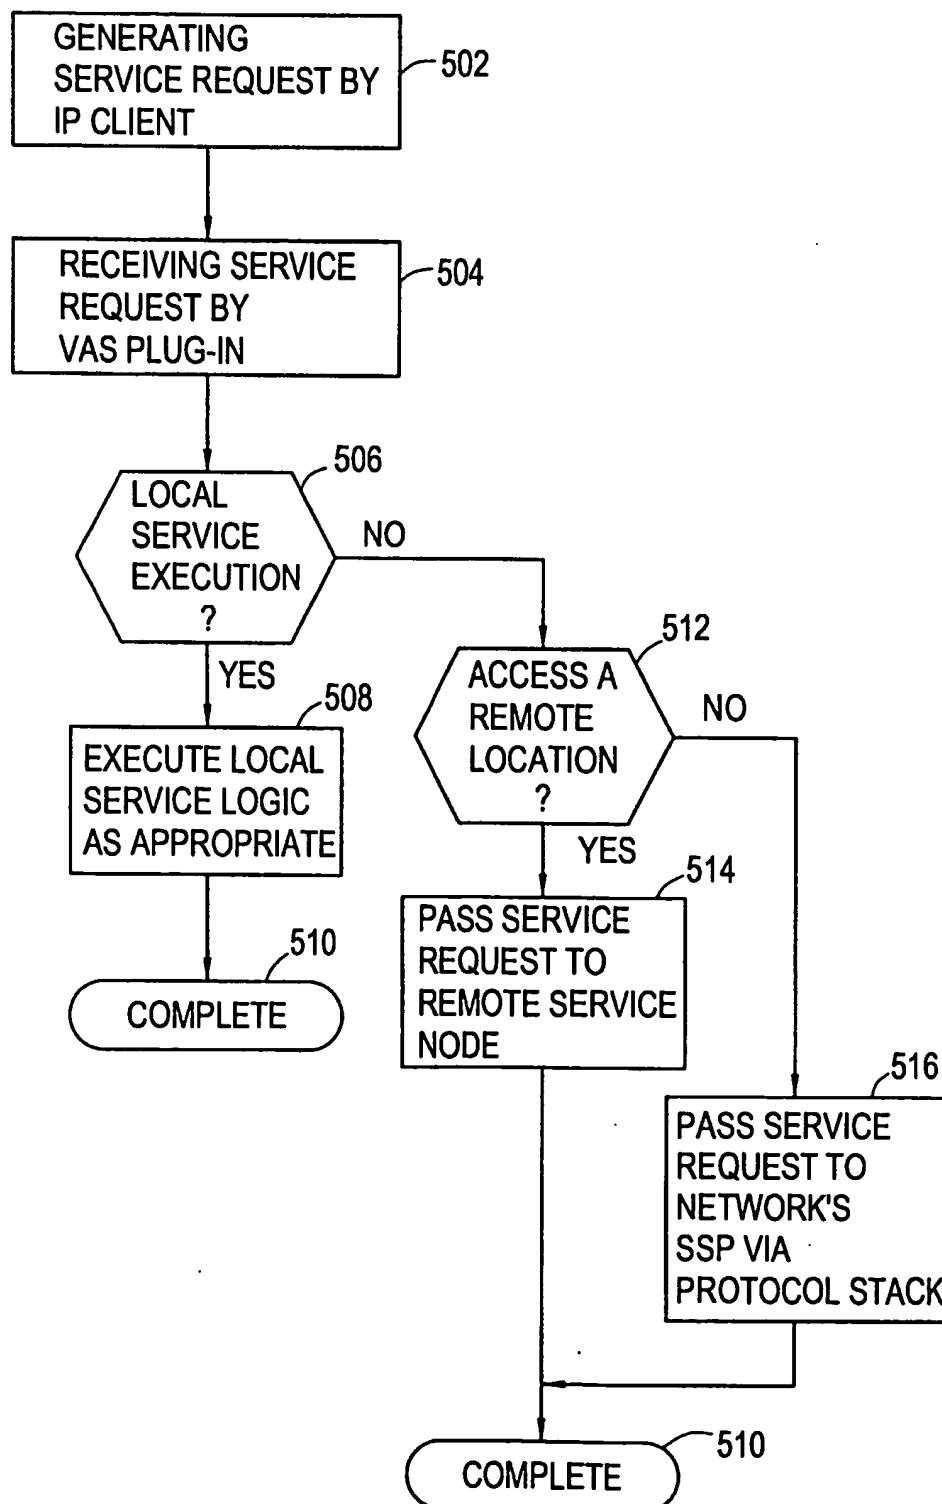 GENERATING
SERVICE REQUEST BY
IP CLIENT
502
RECEIVING SERVICE
REQUEST BY
VAS PLUG-IN
504
506
LOCAL
SERVICE
EXECUTION
?
NO
YES
512
ACCESS A
REMOTE
LOCATION
?
NO
YES
508
EXECUTE LOCAL
SERVICE LOGIC
AS APPROPRIATE
514
PASS SERVICE
REQUEST TO
REMOTE SERVICE
NODE
510
COMPLETE
516
PASS SERVICE
REQUEST TO
NETWORK'S
SSP VIA
PROTOCOL STACK
510
COMPLETE